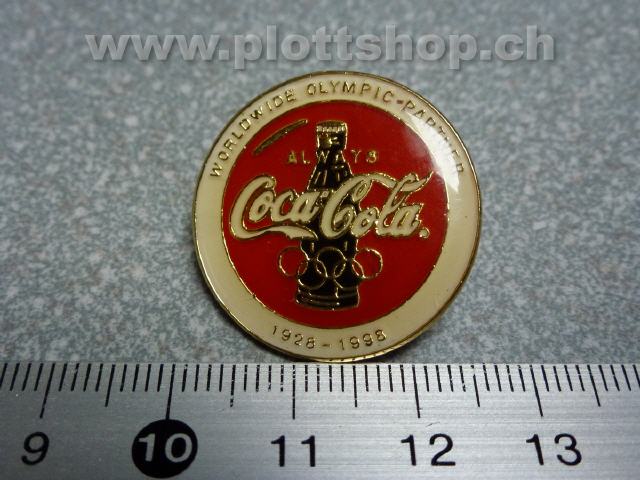 www.plottshop.ch
WORLDWIDE OLYMPIC-PARTNER
ALWAYS
Coca-Cola
1928-1998
9 10 11 12 13